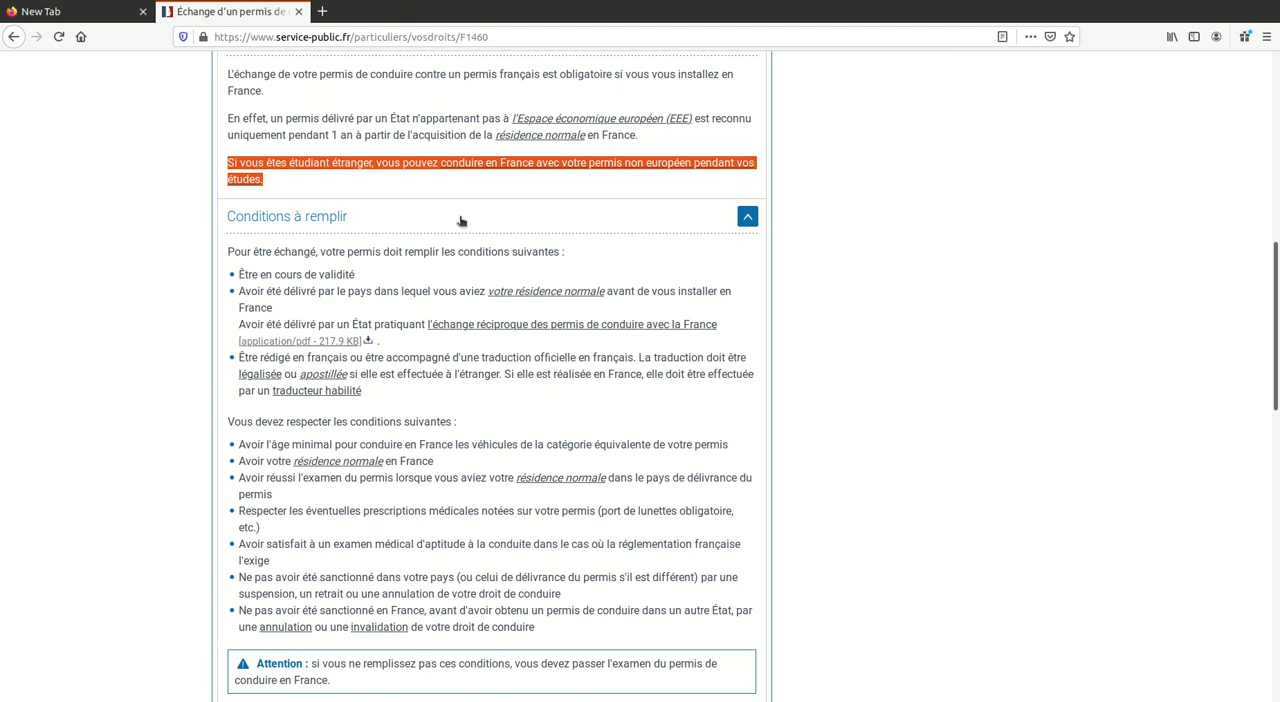 New Tab
Échange d'un permis de c
https://www.service-public.fr/particuliers/vosdroits/F1460
L'échange de votre permis de conduire contre un permis français est obligatoire si vous vous installez en
France.
En effet, un permis délivré par un État n'appartenant pas à l'Espace économique européen (EEE) est reconnu
uniquement pendant 1 an à partir de l'acquisition de la résidence normale en France.
Si vous êtes étudiant étranger, vous pouvez conduire en France avec votre permis non européen pendant vos
études.
Conditions à remplir
Pour être échangé, votre permis doit remplir les conditions suivantes :
Être en cours de validité
Avoir été délivré par le pays dans lequel vous aviez votre résidence normale avant de vous installer en
France
Avoir été délivré par un État pratiquant l'échange réciproque des permis de conduire avec la France
[application/pdf - 217.9 KB] .
Être rédigé en français ou être accompagné d'une traduction officielle en français. La traduction doit être
légalisée ou apostillée si elle est effectuée à l'étranger. Si elle est réalisée en France, elle doit être effectuée
par un traducteur habilité
Vous devez respecter les conditions suivantes :
Avoir l'âge minimal pour conduire en France les véhicules de la catégorie équivalente de votre permis
Avoir votre résidence normale en France
Avoir réussi l'examen du permis lorsque vous aviez votre résidence normale dans le pays de délivrance du
permis
Respecter les éventuelles prescriptions médicales notées sur votre permis (port de lunettes obligatoire,
etc.)
Avoir satisfait à un examen médical d'aptitude à la conduite dans le cas où la réglementation française
l'exige
Ne pas avoir été sanctionné dans votre pays (ou celui de délivrance du permis s'il est différent) par une
suspension, un retrait ou une annulation de votre droit de conduire
Ne pas avoir été sanctionné en France, avant d'avoir obtenu un permis de conduire dans un autre État, par
une annulation ou une invalidation de votre droit de conduire
Attention : si vous ne remplissez pas ces conditions, vous devez passer l'examen du permis de
conduire en France.